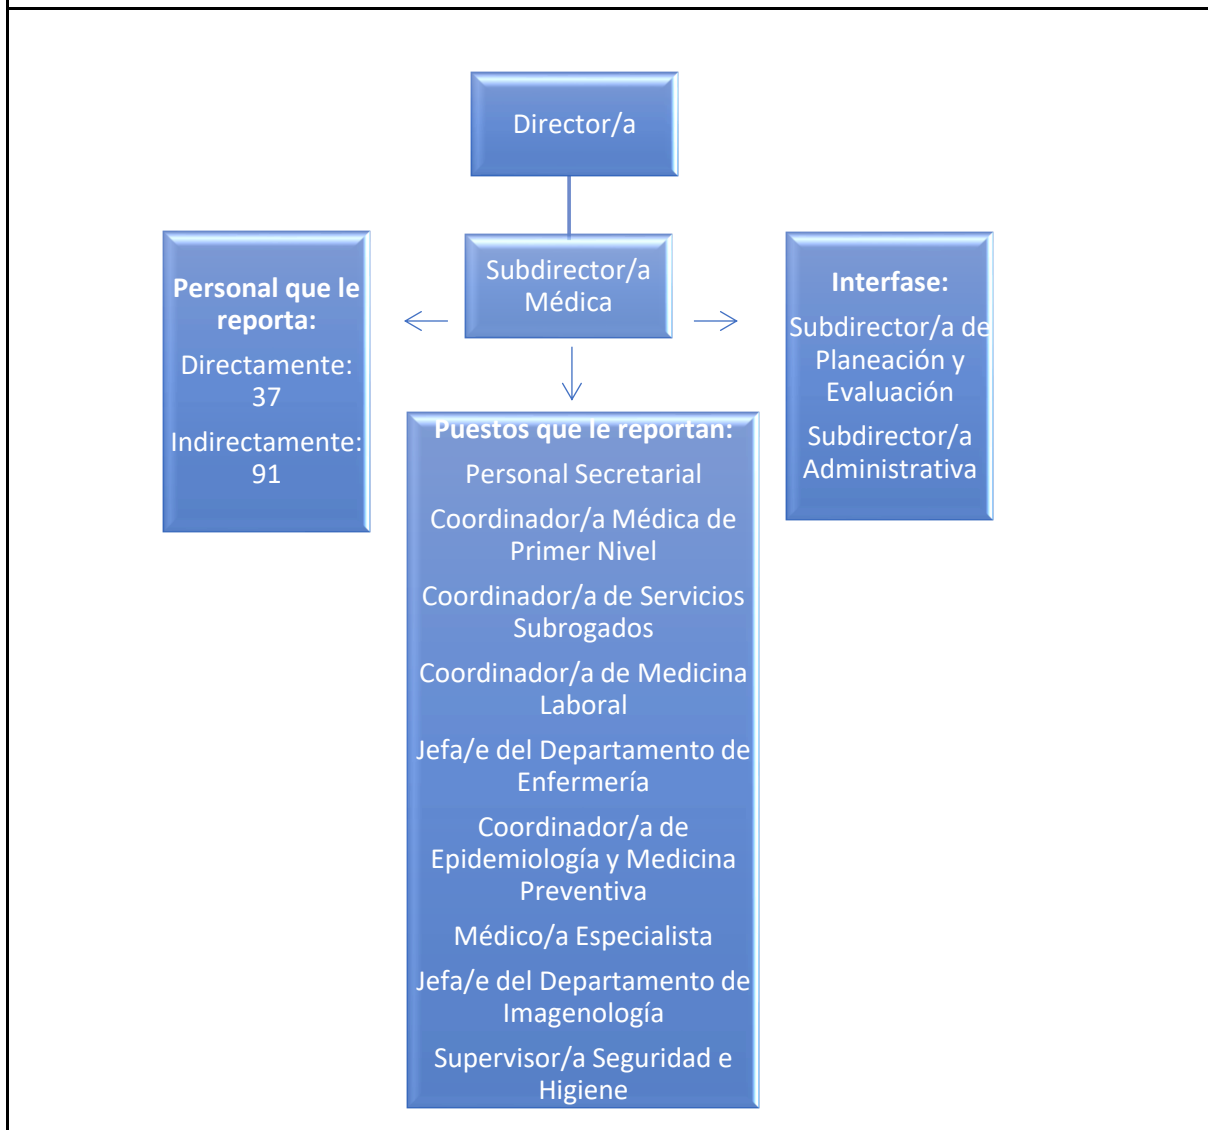 Director/a
Subdirector/a
Médica
Personal que le
reporta:
Directamente:
37
Indirectamente:
91
Interfase:
Subdirector/a de
Planeación y
Evaluación
Subdirector/a
Administrativa
Puestos que le reportan:
Personal Secretarial
Coordinador/a Médica de
Primer Nivel
Coordinador/a de Servicios
Subrogados
Coordinador/a de Medicina
Laboral
Jefa/e del Departamento de
Enfermería
Coordinador/a de
Epidemiología y Medicina
Preventiva
Médico/a Especialista
Jefa/e del Departamento de
Imagenología
Supervisor/a Seguridad e
Higiene